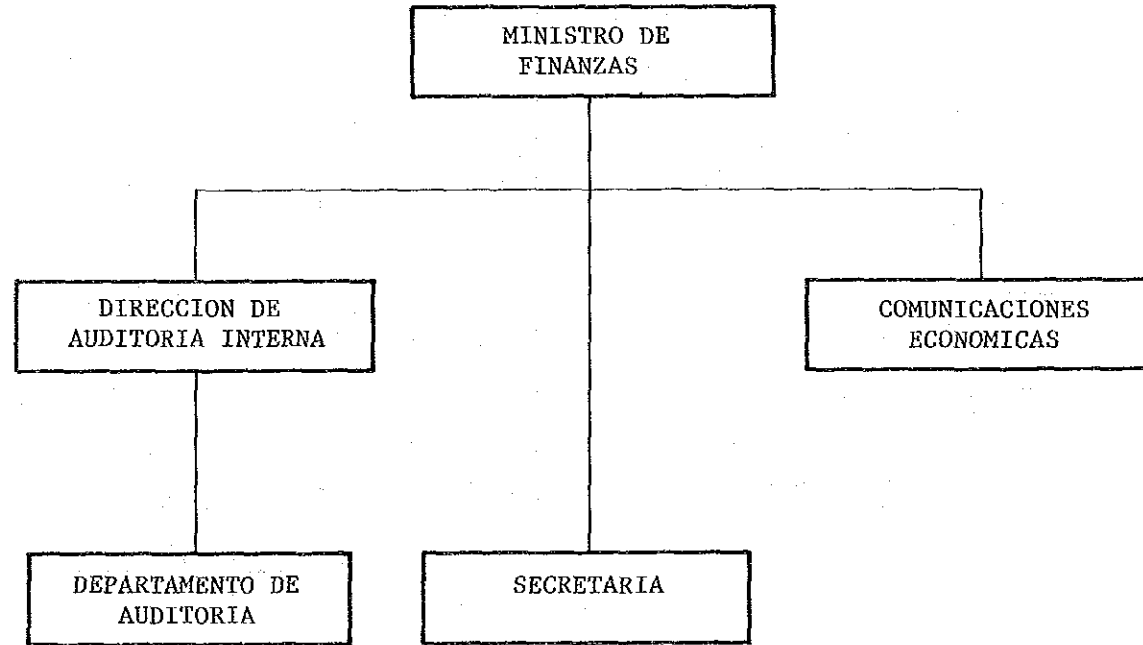 MINISTRO DE
FINANZAS
DIRECCION DE
AUDITORIA INTERNA
COMUNICACIONES
ECONOMICAS
DEPARTAMENTO DE
AUDITORIA
SECRETARIA